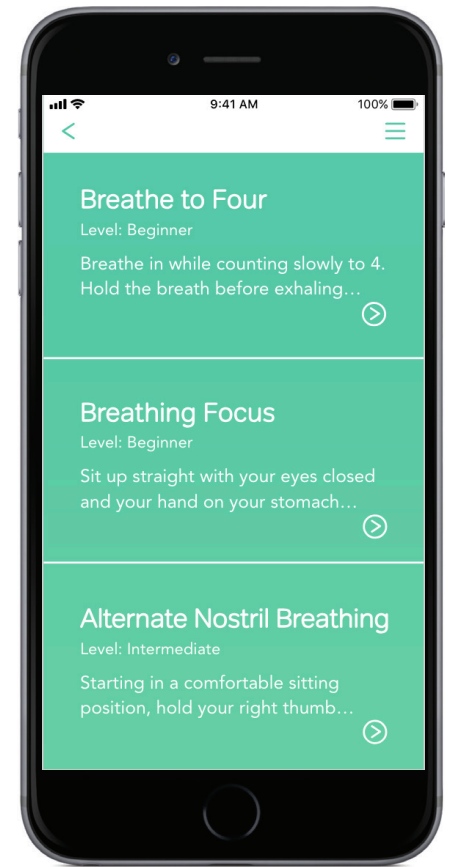 9:41 AM
100%
Breathe to Four
Level: Beginner
Breathe in while counting slowly to 4.
Hold the breath before exhaling…
Breathing Focus
Level: Beginner
Sit up straight with your eyes closed
and your hand on your stomach…
Alternate Nostril Breathing
Level: Intermediate
Starting in a comfortable sitting
position, hold your right thumb…